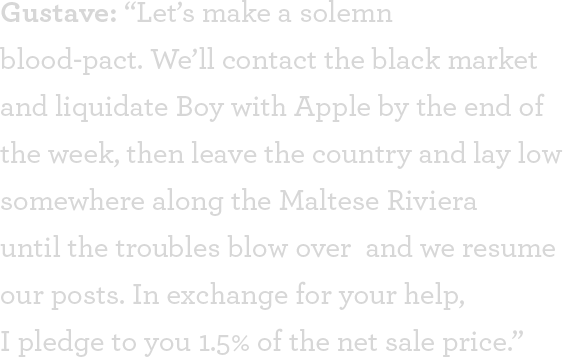 Gustave: “Let’s make a solemn
blood-pact. We’ll contact the black market
and liquidate Boy with Apple by the end of
the week, then leave the country and lay low
somewhere along the Maltese Riviera
until the troubles blow over  and we resume
our posts. In exchange for your help,
I pledge to you 1.5% of the net sale price.”